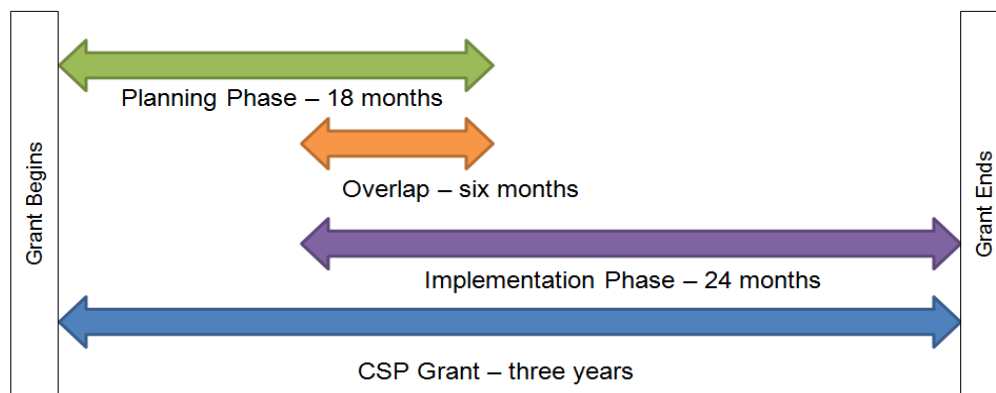 Grant Begins
Planning Phase – 18 months
Overlap – six months
Implementation Phase – 24 months
CSP Grant – three years
Grant Ends